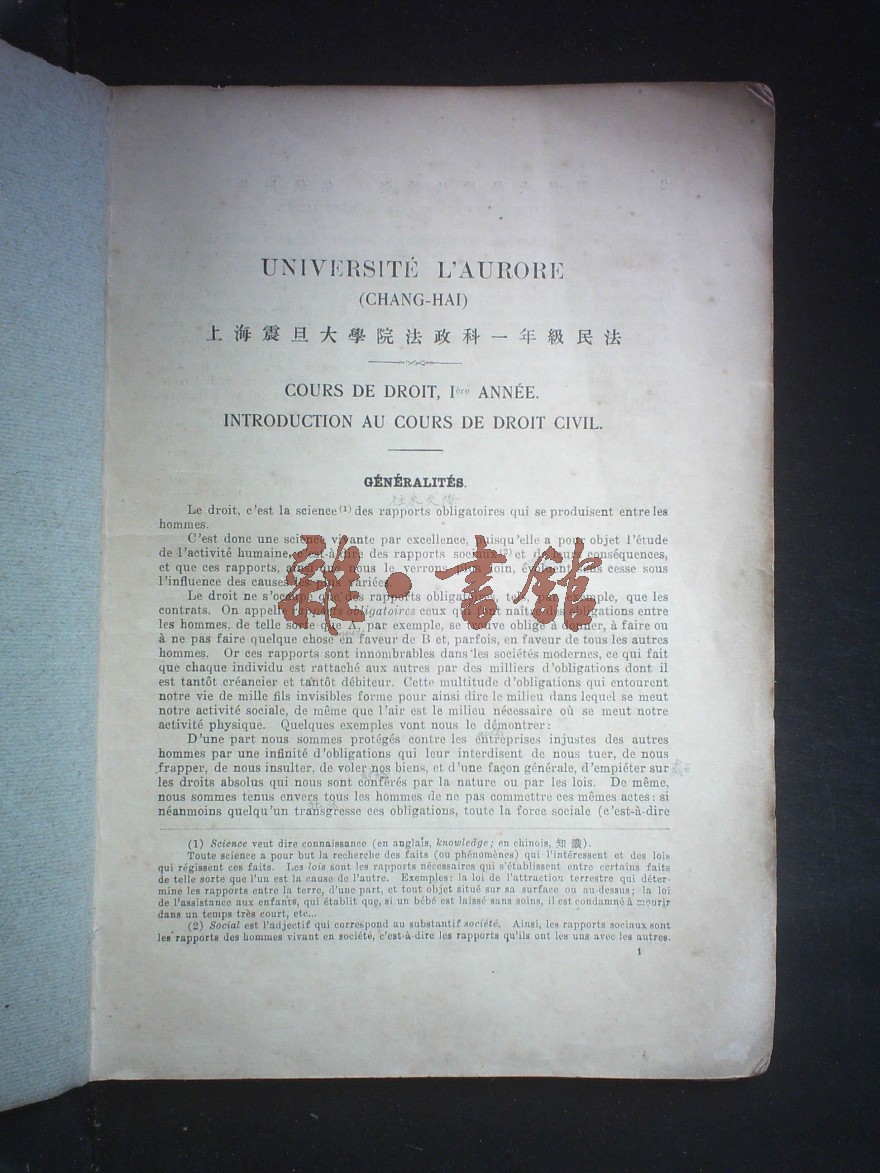 UNIVERSITÉ L'AURORE
(CHANG-HAI)
上海震旦大學院法政科一年級民法
COURS DE DROIT, Ière ANNÉE.
INTRODUCTION AU COURS DE DROIT CIVIL.
GÉNÉRALITÉS.
Le droit, c'est la science(1) des rapports obligatoires qui se produisent entre les
hommes.
C'est donc une science vivante par excellence, puisqu'elle a pour objet l'étude
de l'activité humaine, c'est-à-dire des rapports sociaux(2) et de leurs conséquences,
et que ces rapports, ainsi que nous le verrons plus loin, évoluent sans cesse sous
l'influence des causes les plus variées.
Le droit ne s'occupe que des rapports obligatoires, tels, par exemple, que les
contrats. On appelle rapports obligatoires ceux qui font naître des obligations entre
les hommes, de telle sorte que A, par exemple, se trouve obligé à donner, à faire ou
à ne pas faire quelque chose en faveur de B et, parfois, en faveur de tous les autres
hommes. Or ces rapports sont innombrables dans les sociétés modernes, ce qui fait
que chaque individu est rattaché aux autres par des milliers d'obligations dont il
est tantôt créancier et tantôt débiteur. Cette multitude d'obligations qui entourent
notre vie de mille fils invisibles forme pour ainsi dire le milieu dans lequel se meut
notre activité sociale, de même que l'air est le milieu nécessaire où se meut notre
activité physique. Quelques exemples vont nous le démontrer:
D'une part nous sommes protégés contre les entreprises injustes des autres
hommes par une infinité d'obligations qui leur interdisent de nous tuer, de nous
frapper, de nous insulter, de voler nos biens, et d'une façon générale, d'empiéter sur
les droits absolus qui nous sont conférés par la nature ou par les lois. De même,
nous sommes tenus envers tous les hommes de ne pas commettre ces mêmes actes: si
néanmoins quelqu'un transgresse ces obligations, toute la force sociale (c'est-à-dire
(1) Science veut dire connaissance (en anglais, knowledge; en chinois, 知識).
Toute science a pour but la recherche des faits (ou phénomènes) qui l'intéressent et des lois
qui régissent ces faits. Les lois sont les rapports nécessaires qui s'établissent entre certains faits
de telle sorte que l'un est la cause de l'autre. Exemples: la loi de l'attraction terrestre qui déter-
mine les rapports entre la terre, d'une part, et tout objet situé sur sa surface ou au-dessus; la loi
de l'assistance aux enfants, qui établit que, si un bébé est laissé sans soins, il est condamné à mourir
dans un temps très court, etc...
(2) Social est l'adjectif qui correspond au substantif société. Ainsi, les rapports sociaux sont
les rapports des hommes vivant en société, c'est-à-dire les rapports qu'ils ont les uns avec les autres.
1
雜·書館